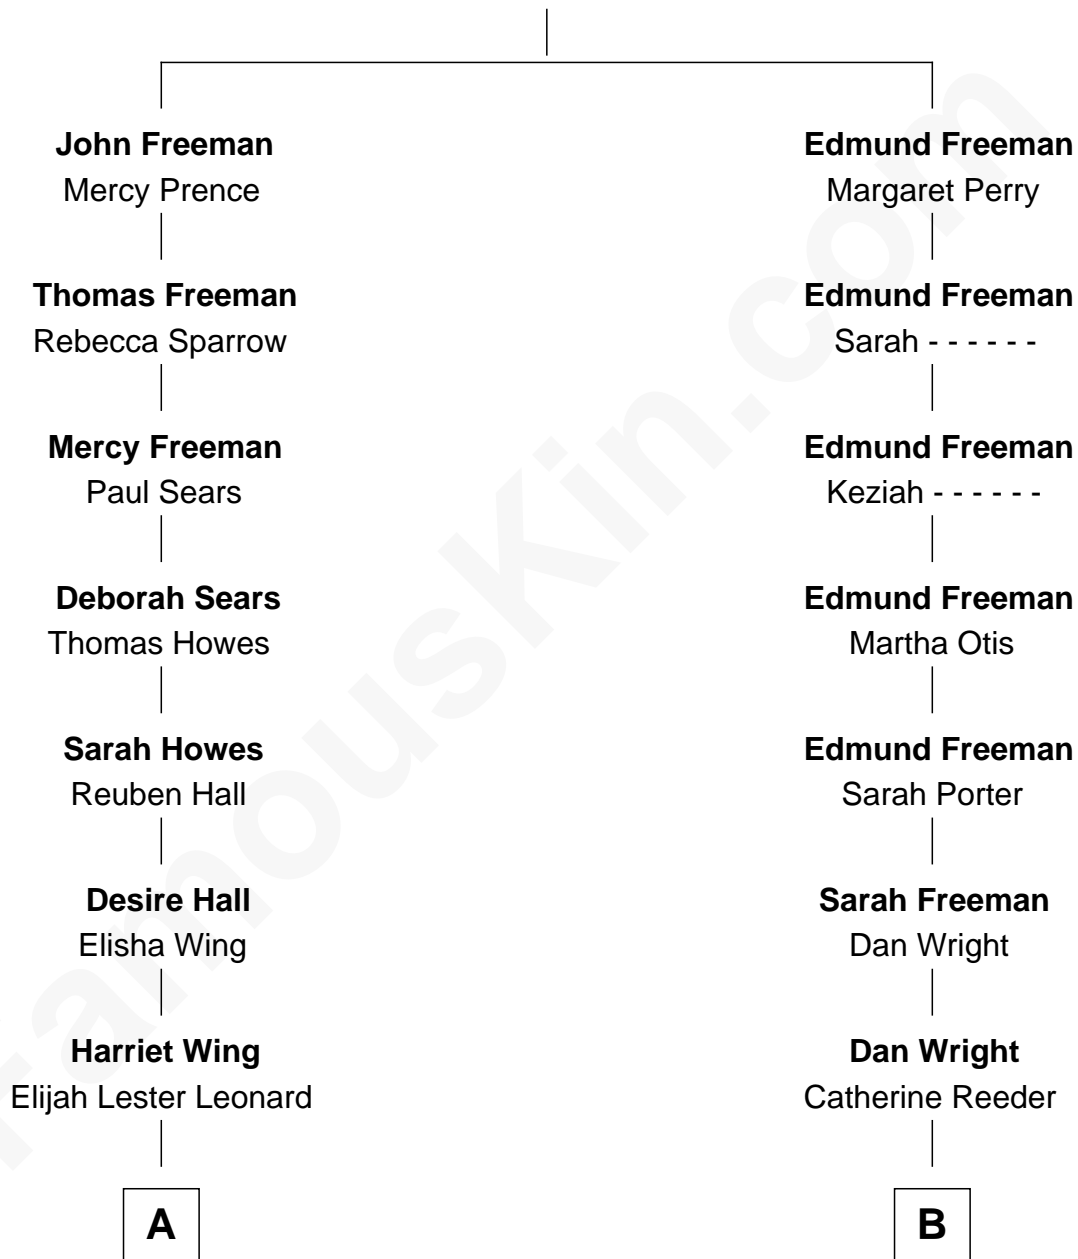 John Freeman
Mercy Prence
Thomas Freeman
Rebecca Sparrow
Mercy Freeman
Paul Sears
Deborah Sears
Thomas Howes
Sarah Howes
Reuben Hall
Desire Hall
Elisha Wing
Harriet Wing
Elijah Lester Leonard
A
Edmund Freeman
Margaret Perry
Edmund Freeman
Sarah - - - - - -
Edmund Freeman
Keziah - - - - - -
Edmund Freeman
Martha Otis
Edmund Freeman
Sarah Porter
Sarah Freeman
Dan Wright
Dan Wright
Catherine Reeder
B
FamousKin.com